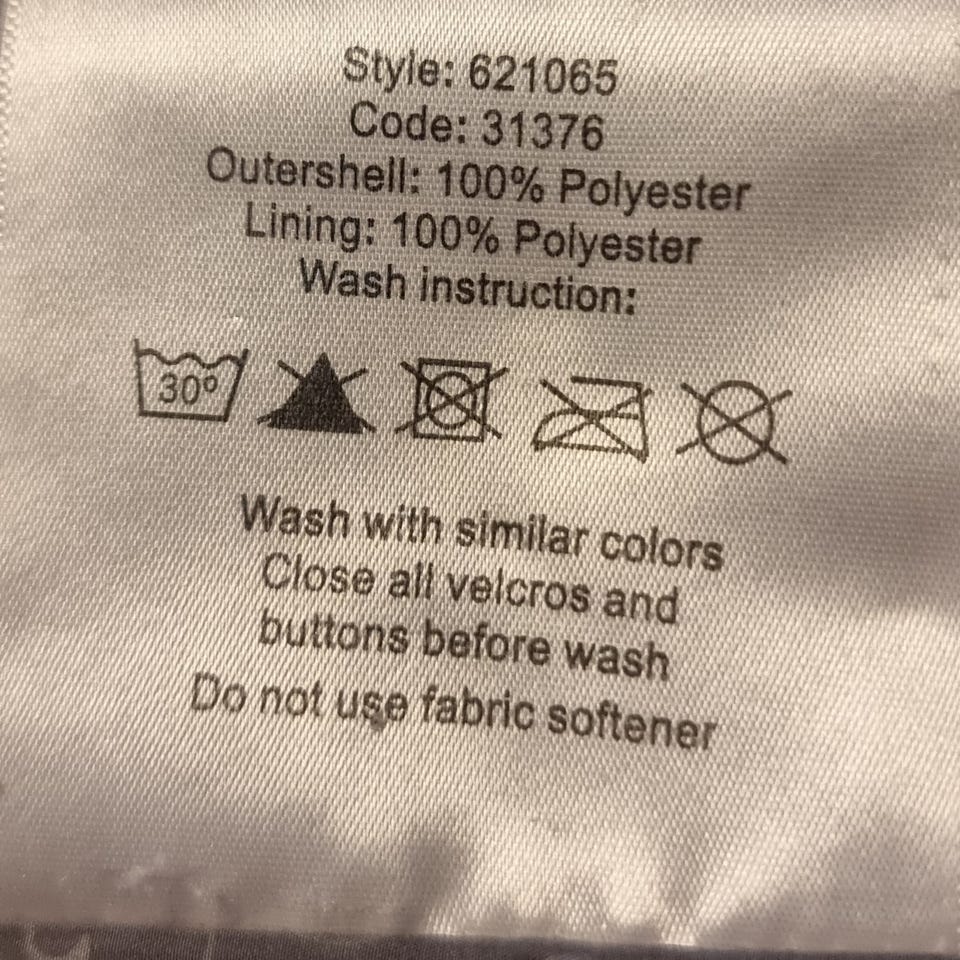 Style: 621065
Code: 31376
Outershell: 100% Polyester
Lining: 100% Polyester
Wash instruction:
30°
Wash with similar colors
Close all velcros and
buttons before wash
Do not use fabric softener